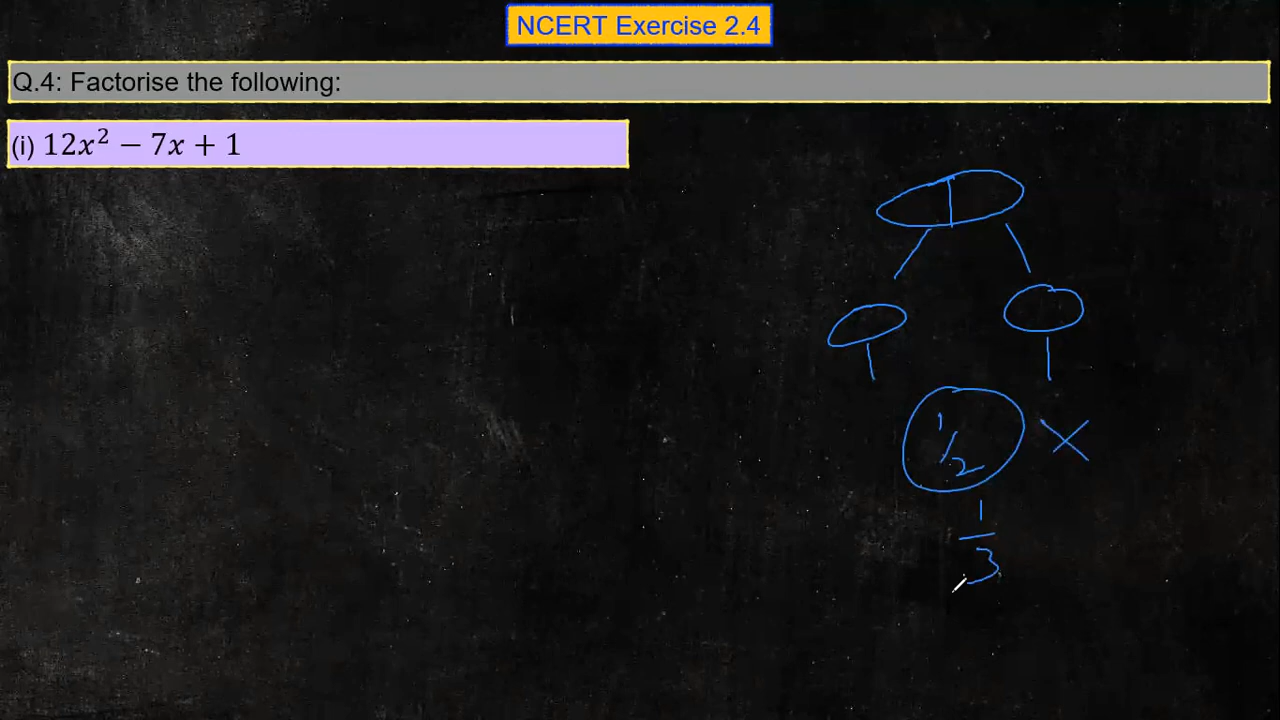 NCERT Exercise 2.4
Q.4: Factorise the following:
(i) 12x² − 7x + 1
1/2 X
1/3